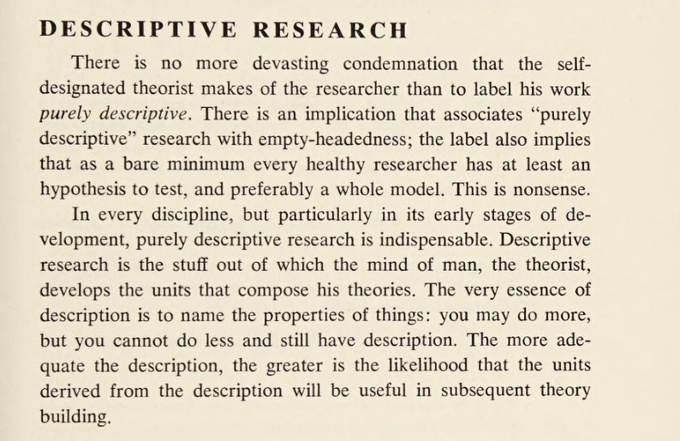 DESCRIPTIVE RESEARCH
There is no more devasting condemnation that the self-
designated theorist makes of the researcher than to label his work
purely descriptive. There is an implication that associates “purely
descriptive” research with empty-headedness; the label also implies
that as a bare minimum every healthy researcher has at least an
hypothesis to test, and preferably a whole model. This is nonsense.
In every discipline, but particularly in its early stages of de-
velopment, purely descriptive research is indispensable. Descriptive
research is the stuff out of which the mind of man, the theorist,
develops the units that compose his theories. The very essence of
description is to name the properties of things: you may do more,
but you cannot do less and still have description. The more ade-
quate the description, the greater is the likelihood that the units
derived from the description will be useful in subsequent theory
building.